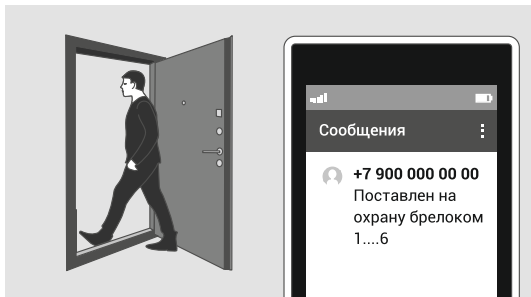 Сообщения
+7 900 000 00 00
Поставлен на
охрану брелоком
1....6